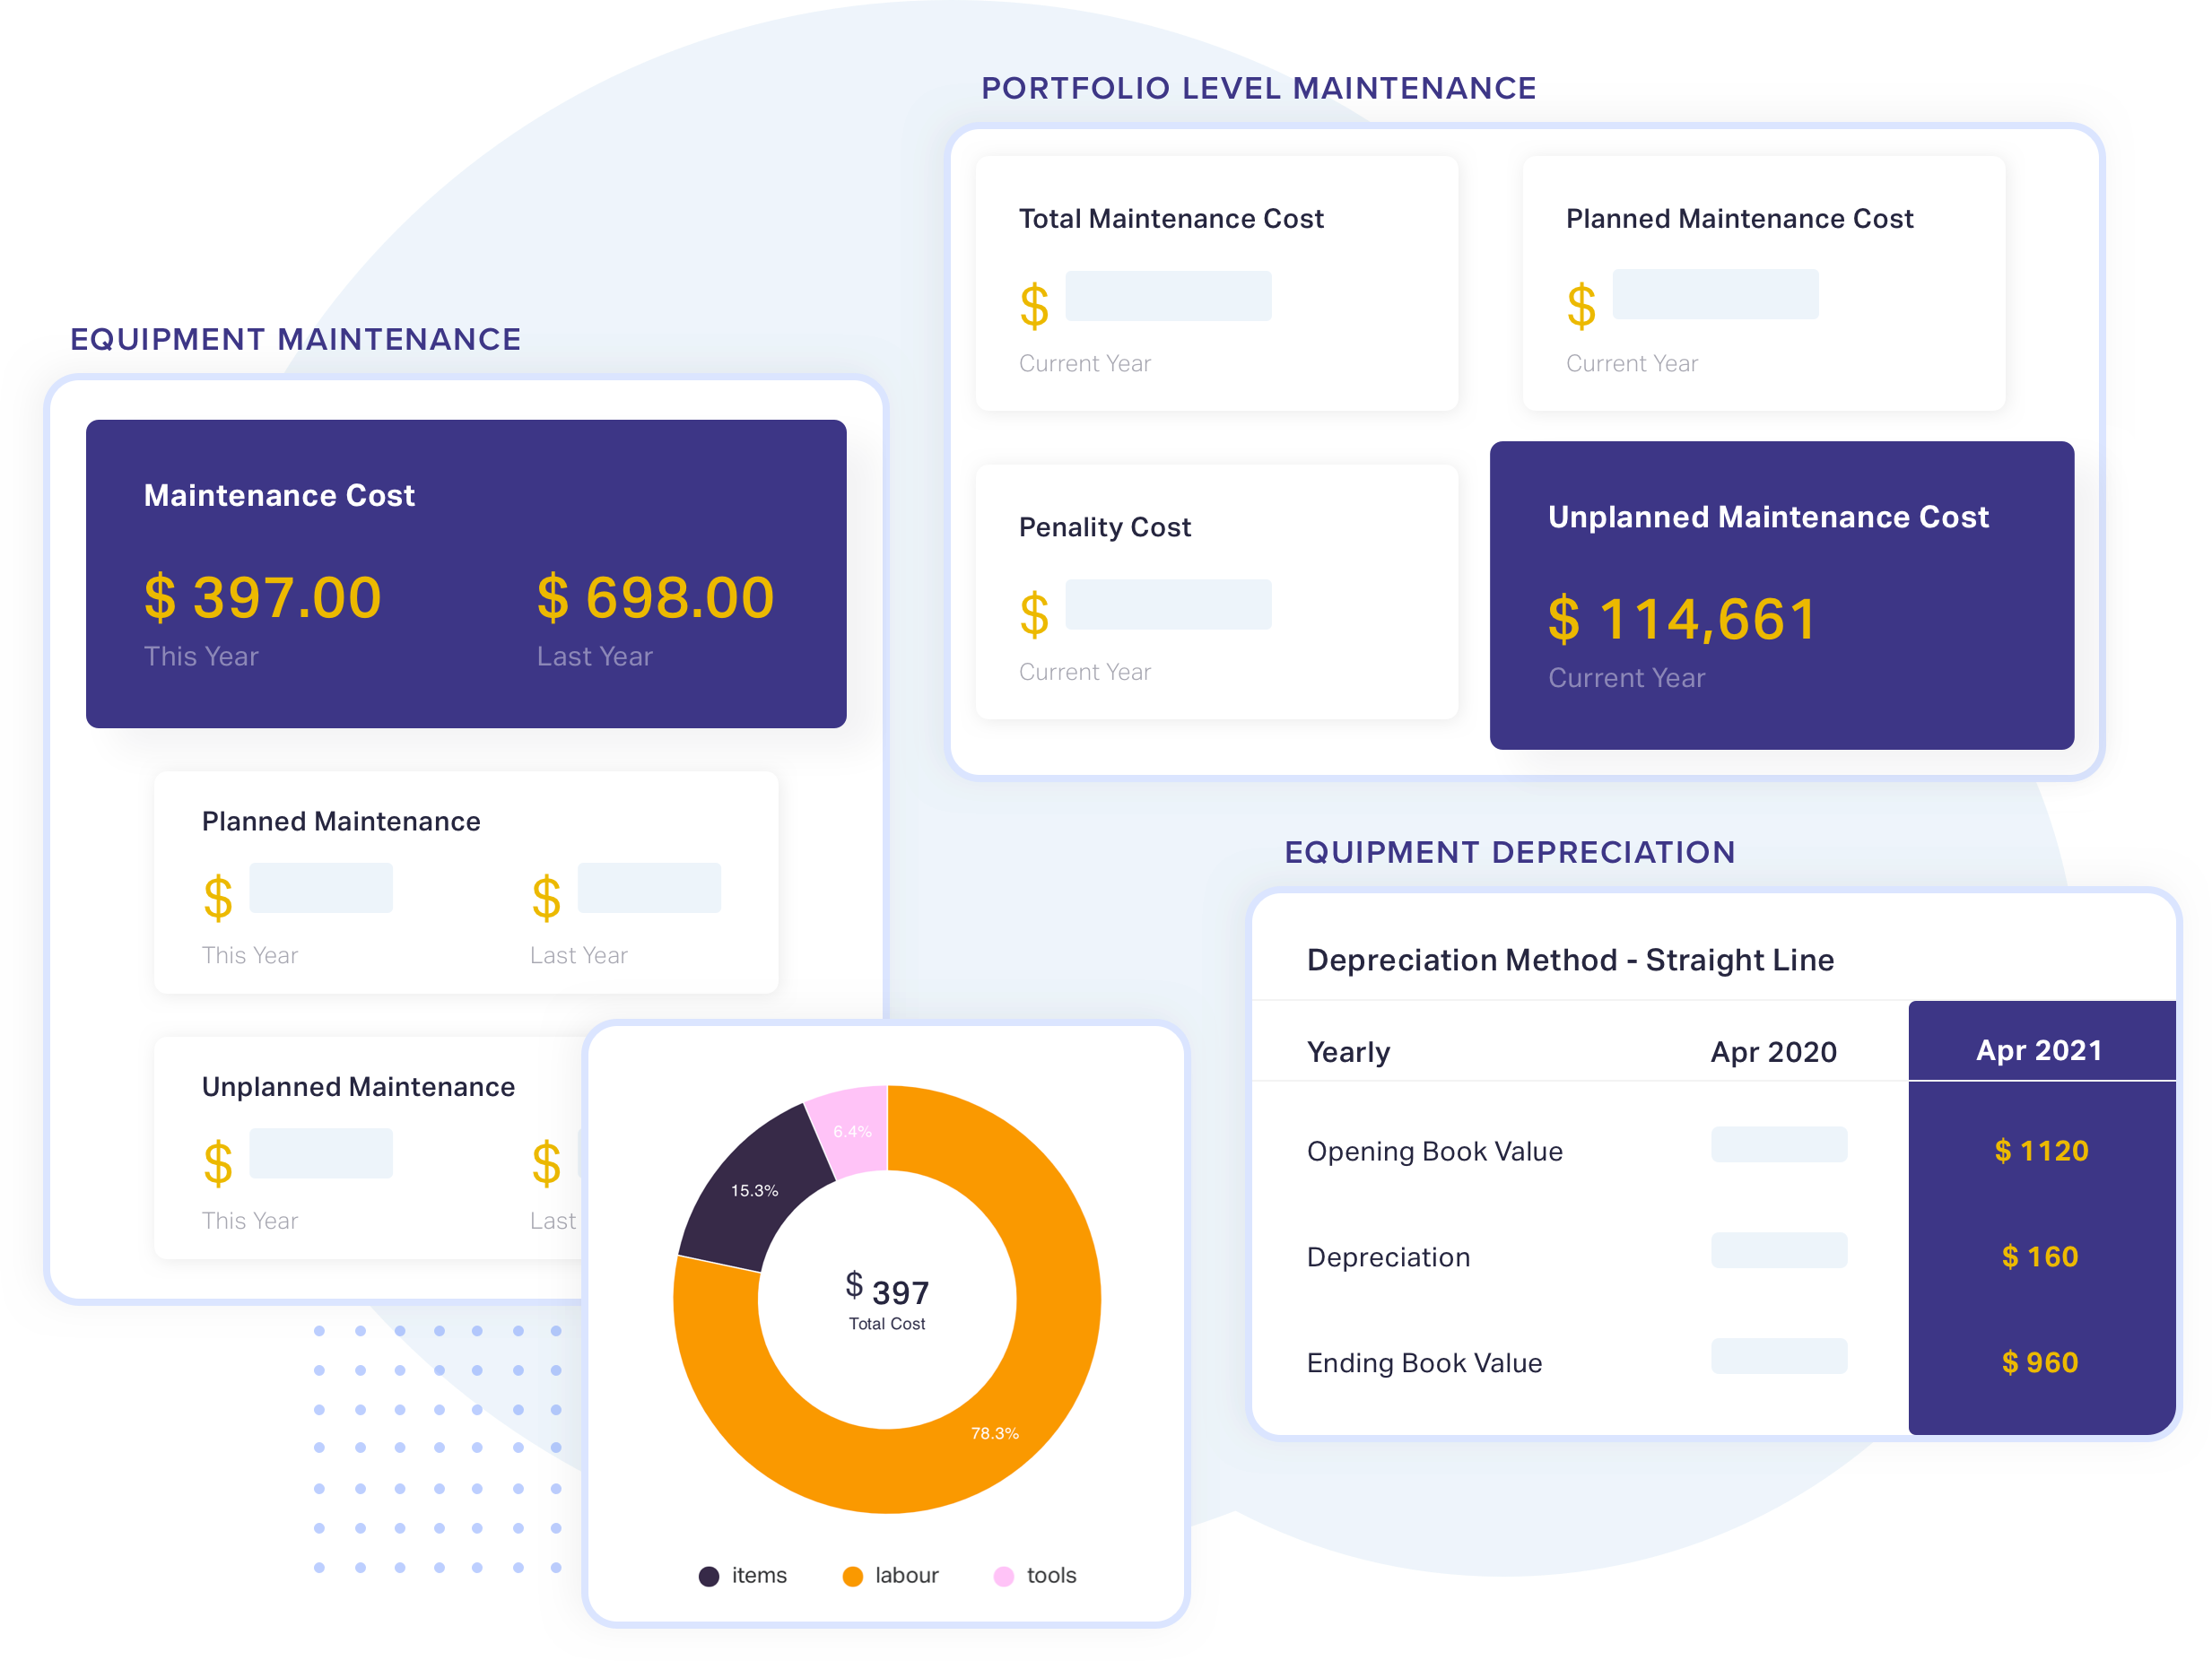 PORTFOLIO LEVEL MAINTENANCE
Total Maintenance Cost
$
Current Year
Planned Maintenance Cost
$
Current Year
Penality Cost
$
Current Year
Unplanned Maintenance Cost
$ 114,661
Current Year
EQUIPMENT MAINTENANCE
Maintenance Cost
$ 397.00 $ 698.00
This Year Last Year
Planned Maintenance
$ $
This Year Last Year
Unplanned Maintenance
$ $
This Year Last
6.4%
15.3%
$ 397
Total Cost
78.3%
items labour tools
EQUIPMENT DEPRECIATION
Depreciation Method - Straight Line
Yearly Apr 2020 Apr 2021
Opening Book Value $ 1120
Depreciation $ 160
Ending Book Value $ 960